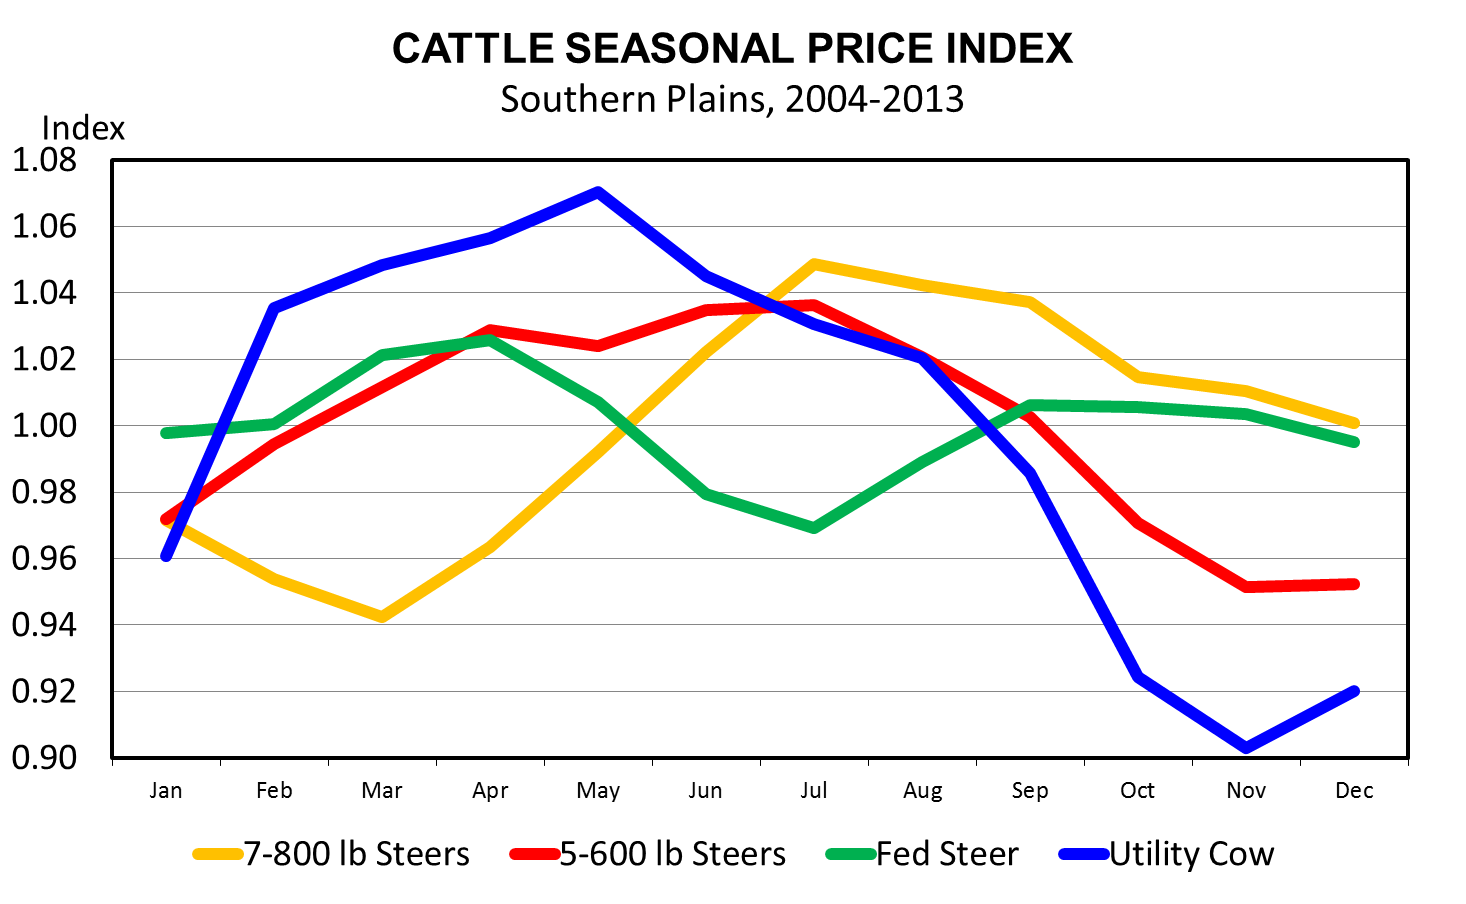 CATTLE SEASONAL PRICE INDEX
Southern Plains, 2004-2013
Index
1.08
1.06
1.04
1.02
1.00
0.98
0.96
0.94
0.92
0.90
Jan Feb Mar Apr May Jun Jul Aug Sep Oct Nov Dec
7-800 lb Steers 5-600 lb Steers Fed Steer Utility Cow